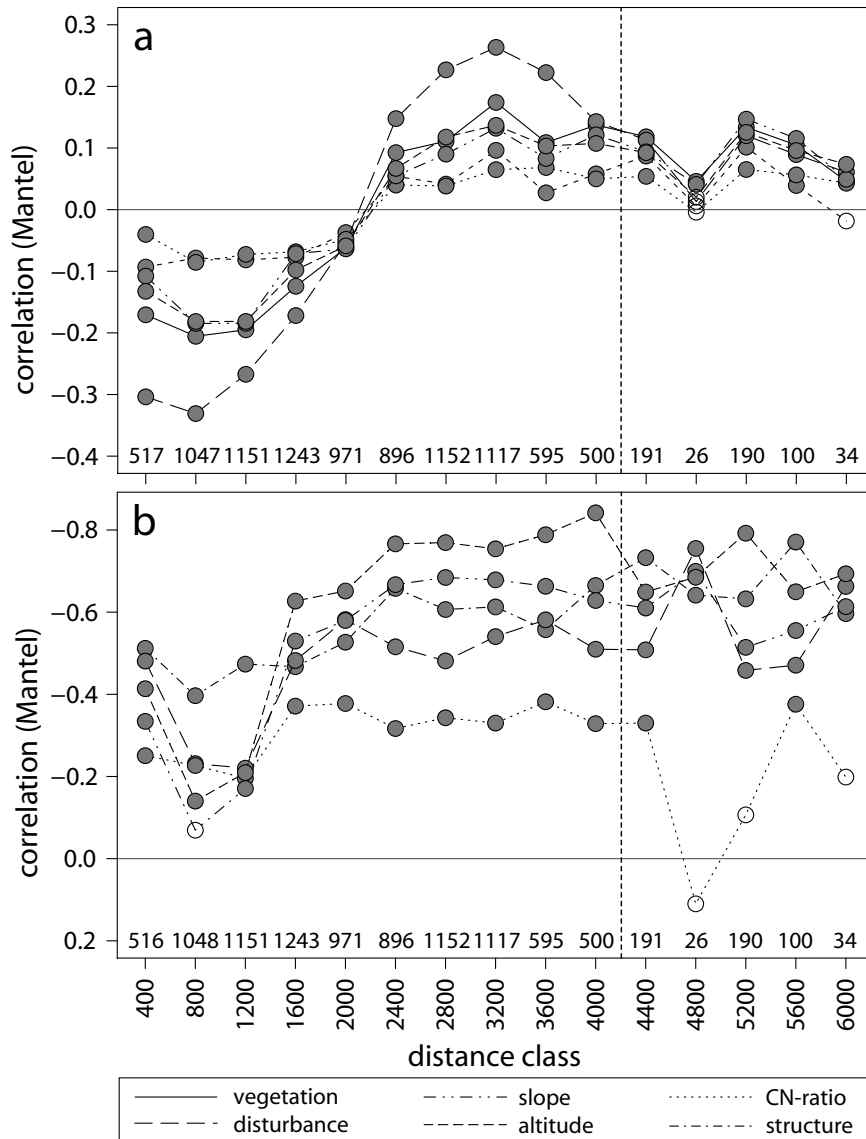 a
correlation (Mantel)
0.3
0.2
0.1
0.0
−0.1
−0.2
−0.3
−0.4
517 1047 1151 1243 971 896 1152 1117 595 500 191 26 190 100 34
b
correlation (Mantel)
−0.8
−0.6
−0.4
−0.2
0.0
0.2
516 1048 1151 1243 971 896 1152 1117 595 500 191 26 190 100 34
400 800 1200 1600 2000 2400 2800 3200 3600 4000 4400 4800 5200 5600 6000
distance class
vegetation slope CN-ratio
disturbance altitude structure